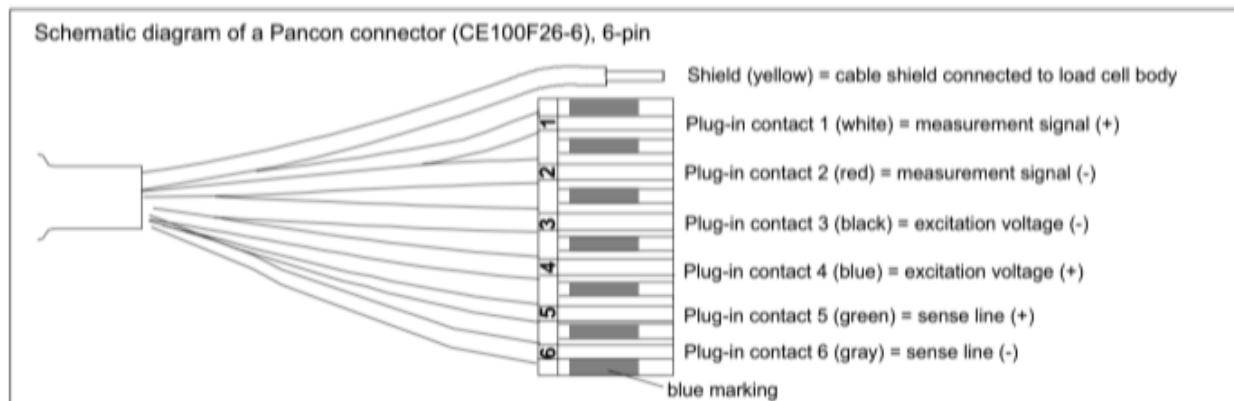 Schematic diagram of a Pancon connector (CE100F26-6), 6-pin
Shield (yellow) = cable shield connected to load cell body
1
Plug-in contact 1 (white) = measurement signal (+)
2
Plug-in contact 2 (red) = measurement signal (-)
3
Plug-in contact 3 (black) = excitation voltage (-)
4
Plug-in contact 4 (blue) = excitation voltage (+)
5
Plug-in contact 5 (green) = sense line (+)
6
Plug-in contact 6 (gray) = sense line (-)
blue marking